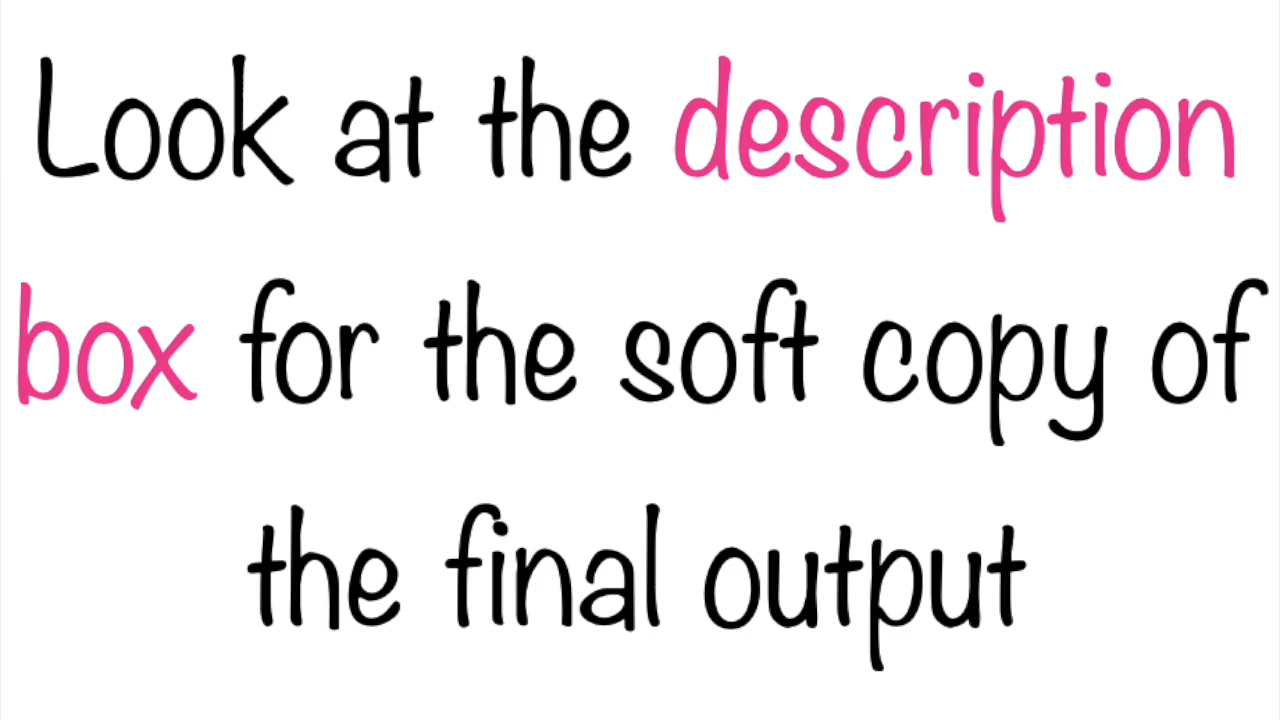 Look at the description
box for the soft copy of
the final output